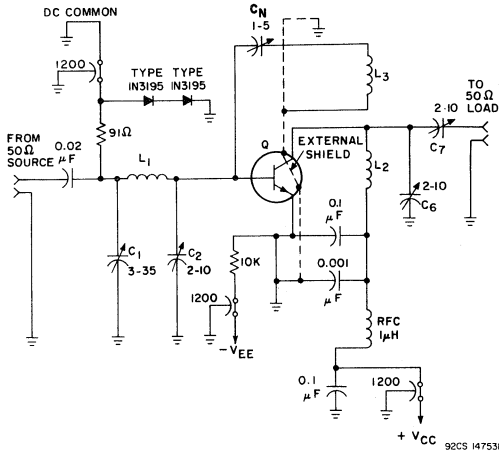 DC COMMON
1200
TYPE TYPE
IN3195 IN3195
CN
1-5
L3
TO
50Ω
LOAD
2-10
C7
FROM
50Ω
SOURCE
0.02
μF
91Ω
L1
Q
EXTERNAL
SHIELD
L2
2-10
C6
C1
3-35
C2
2-10
10K
0.1
μF
0.001
μF
1200
-VEE
RFC
1μH
0.1
μF
1200
+ VCC
92CS 14753